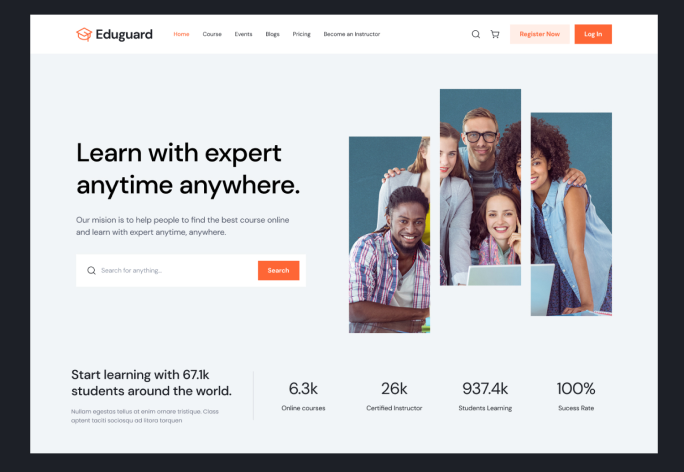 Eduguard
Home Course Events Blogs Pricing Become an Instructor
Register Now
Log In
Learn with expert
anytime anywhere.
Our mision is to help people to find the best course online
and learn with expert anytime, anywhere.
Search for anything...
Search
Start learning with 67.1k
students around the world.
Nullam egestas tellus at enim ornare tristique. Class
aptent taciti sociosqu ad litora torquen
6.3k
Online courses
26k
Certified Instructor
937.4k
Students Learning
100%
Sucess Rate